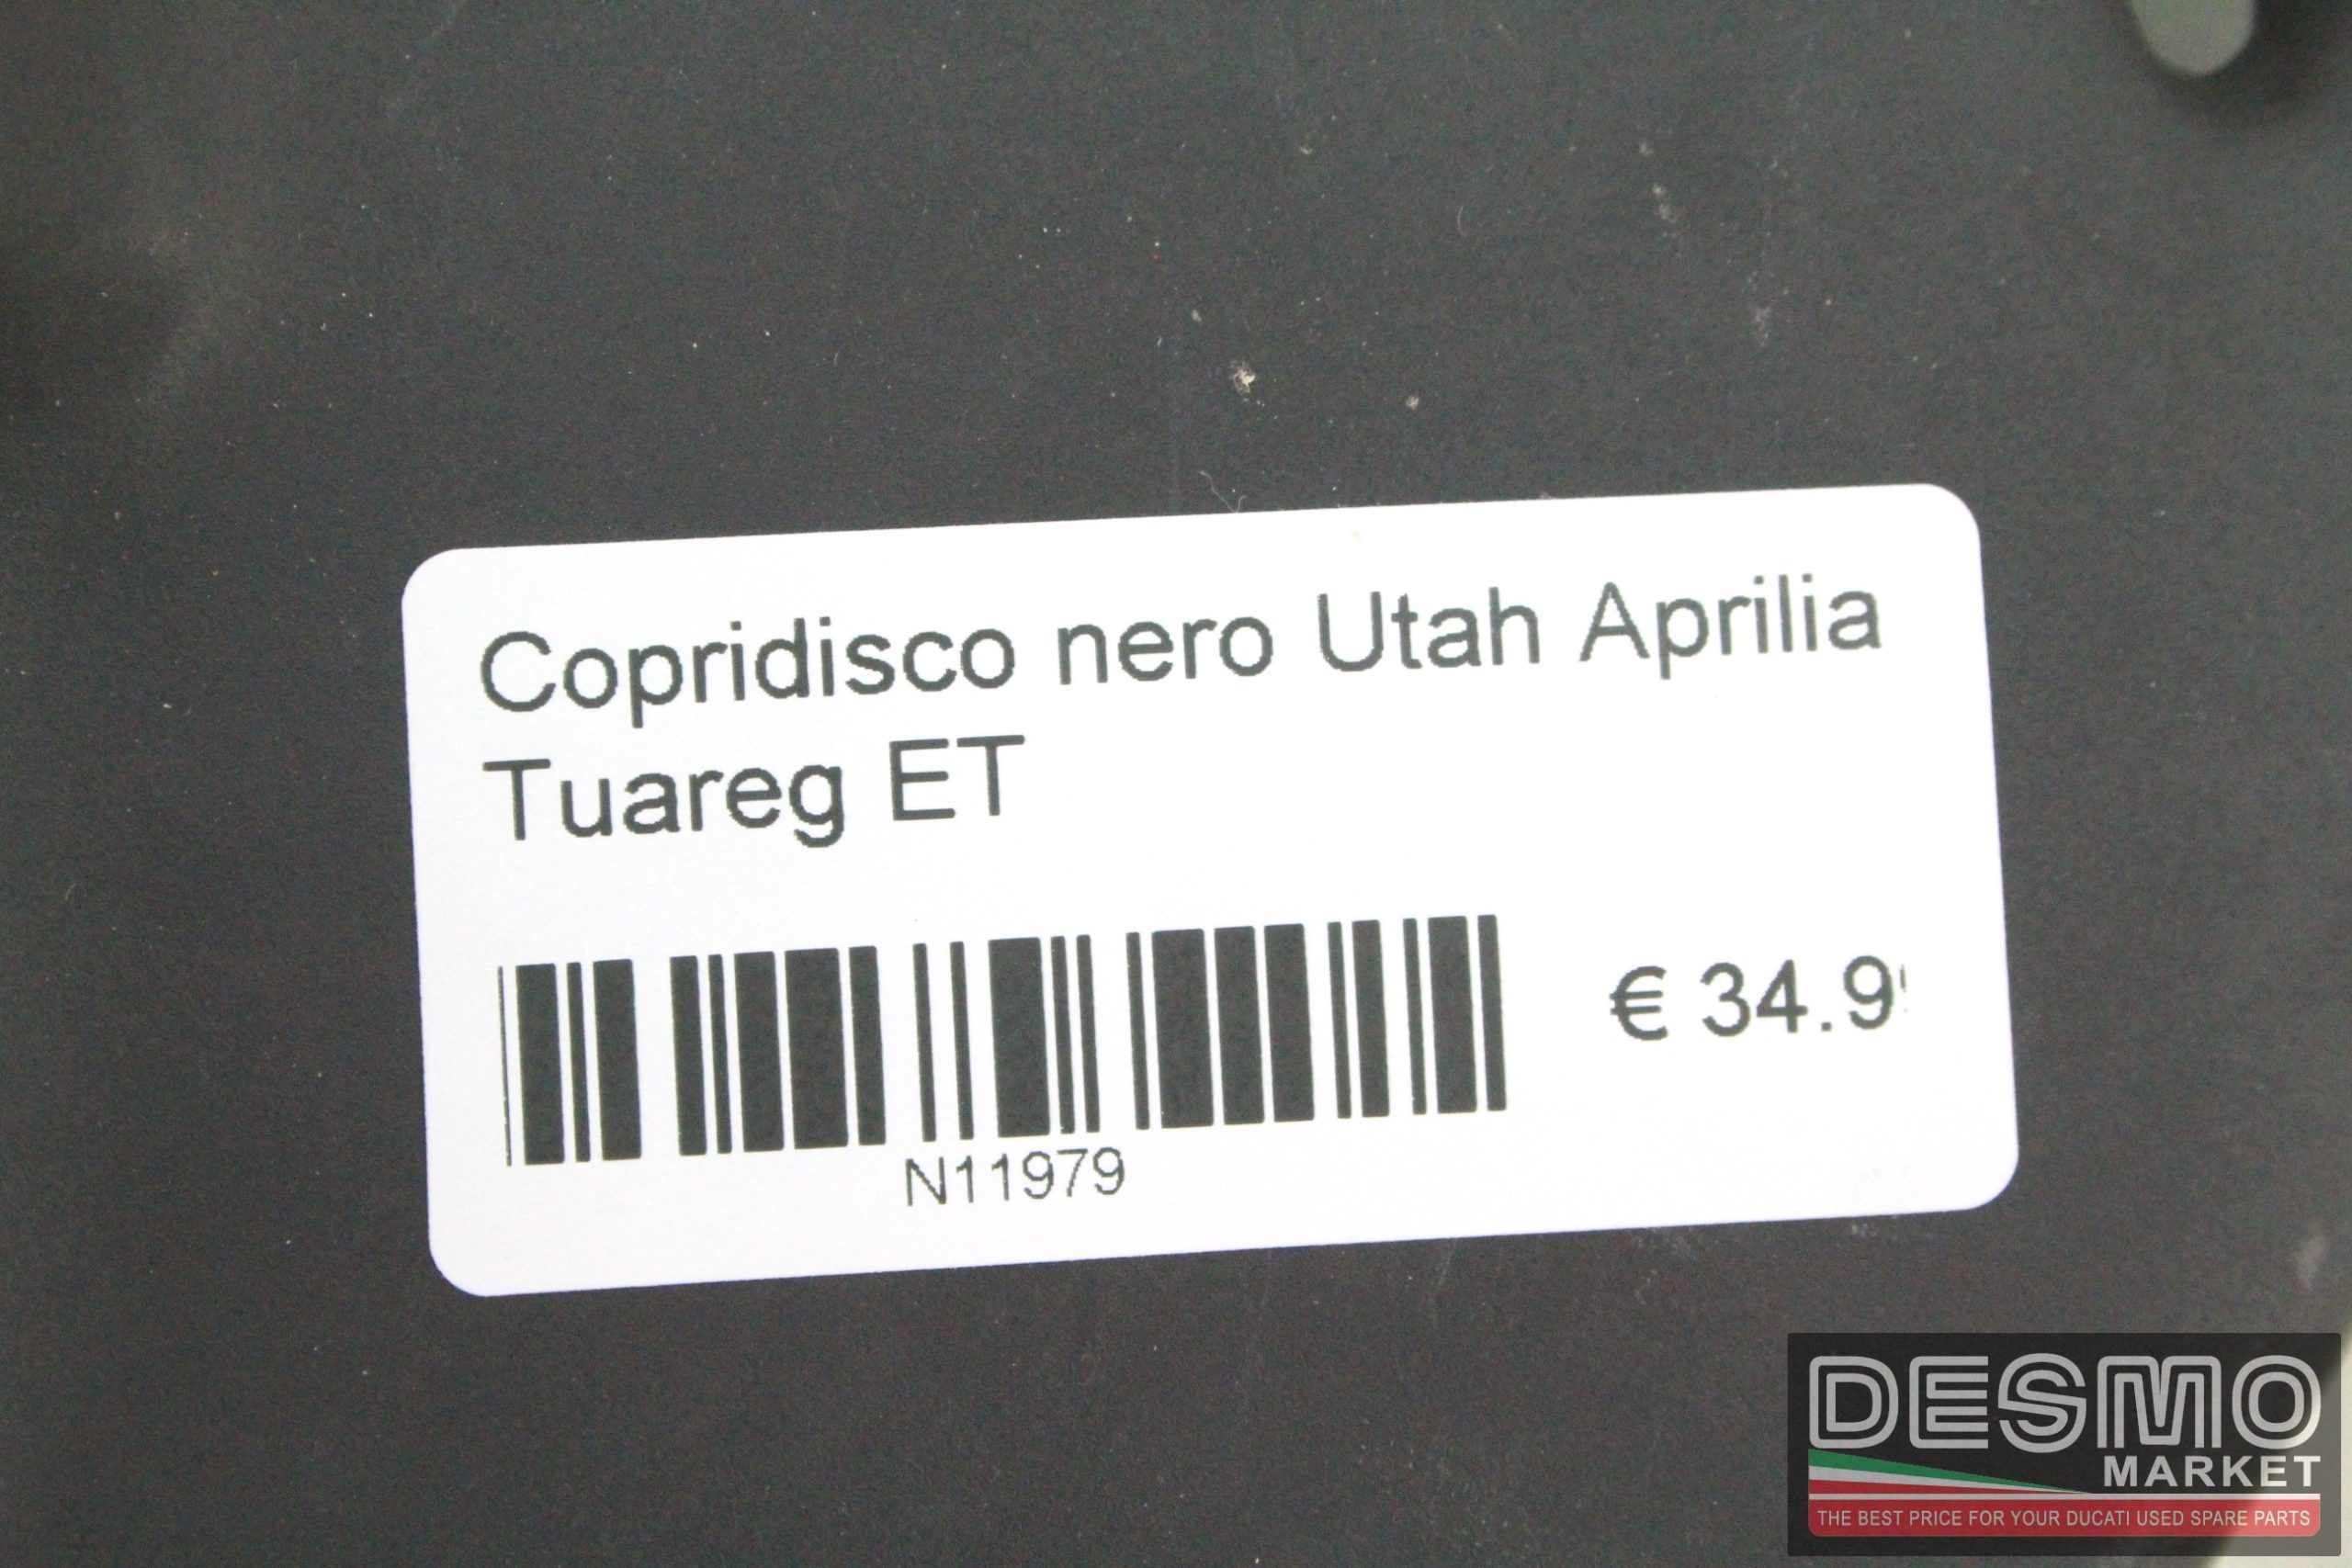 Copridisco nero Utah Aprilia
Tuareg ET
€ 34.9
N11979
DESMO
MARKET
THE BEST PRICE FOR YOUR DUCATI USED SPARE PARTS